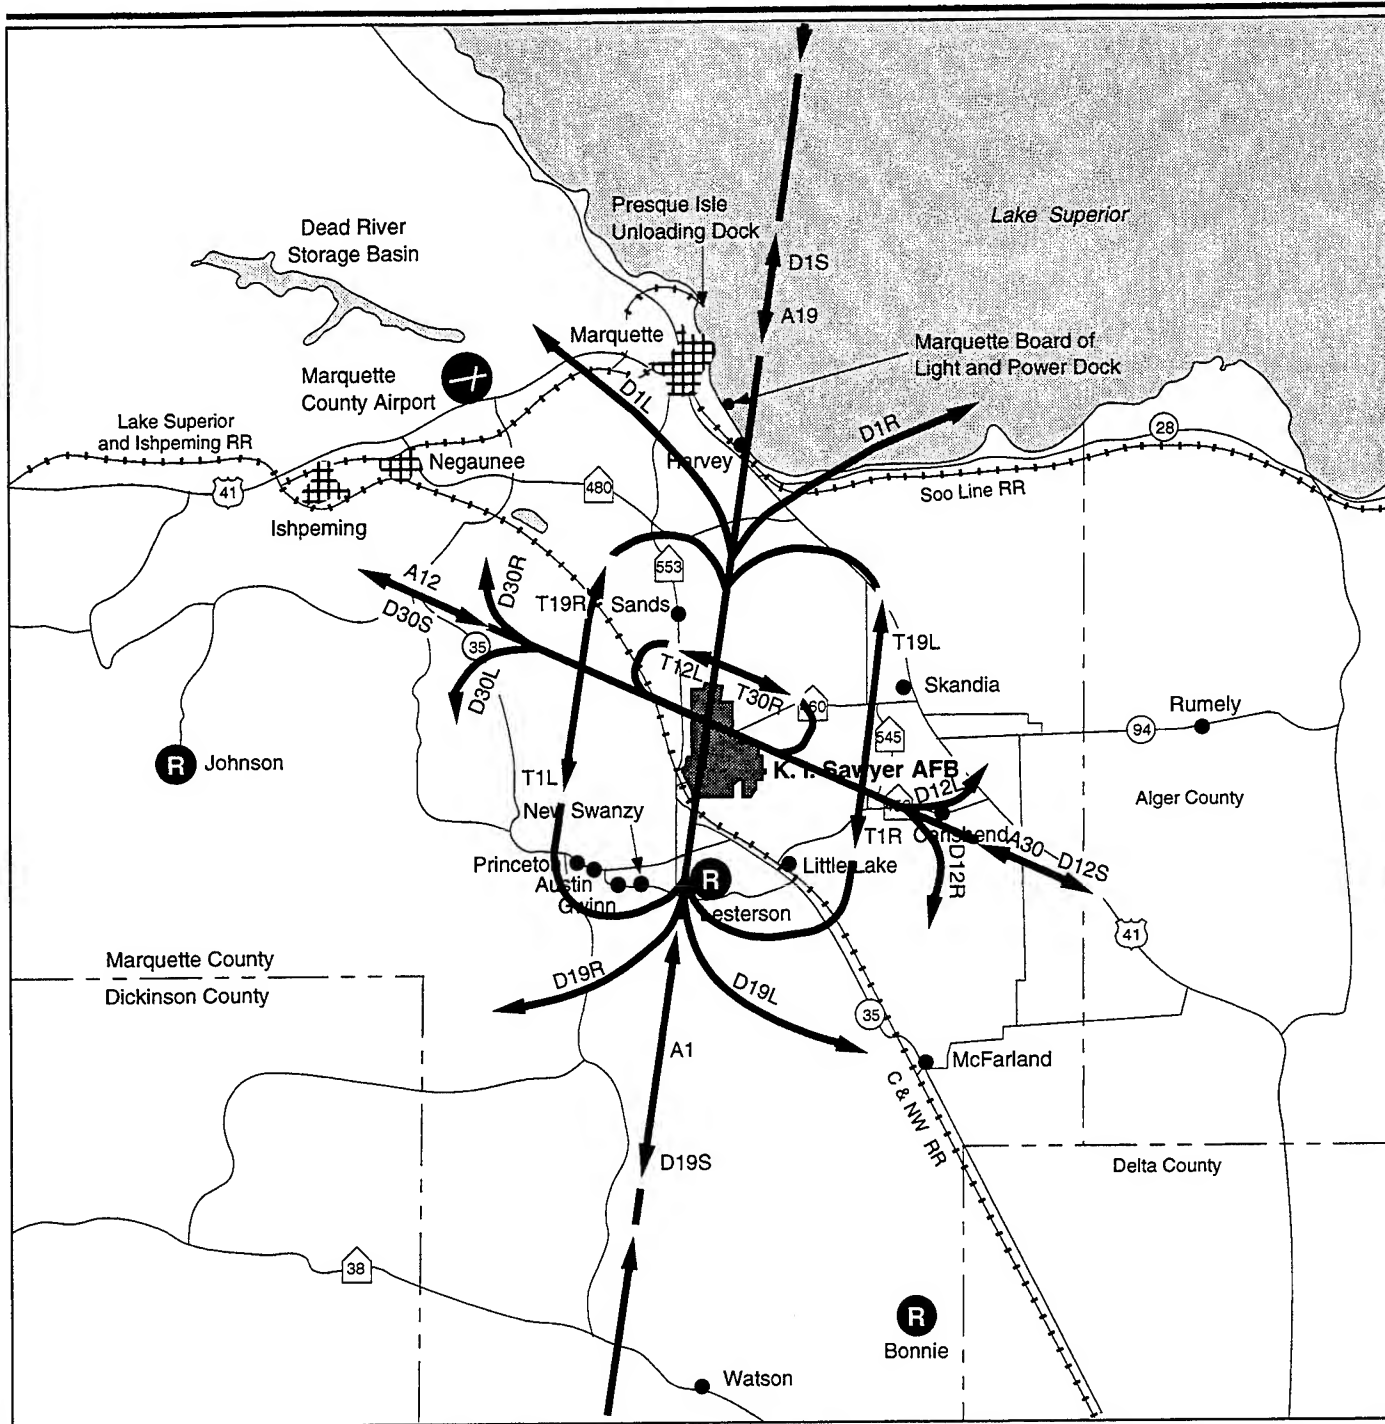 Lake Superior
Presque Isle
Unloading Dock
Dead River
Storage Basin
D1S
A19
Marquette
Marquette Board of
Light and Power Dock
Marquette
County Airport
D1L
D1R
Lake Superior
and Ishpeming RR
28
Negaunee
Harvey
41
480
Soo Line RR
Ishpeming
553
A12
D30R
D30S
T19R
Sands
35
T19L
D30L
T12L
T30R
Skandia
460
Rumely
94
545
R
Johnson
K. I. Sawyer AFB
T1L
D12L
Alger County
New Swanzy
T1R
Carlshend
A30
D12S
Princeton
Little Lake
D12R
Austin
R
Gwinn
Lesterson
41
Marquette County
Dickinson County
D19R
D19L
35
A1
McFarland
C & NW RR
D19S
Delta County
38
R
Bonnie
Watson